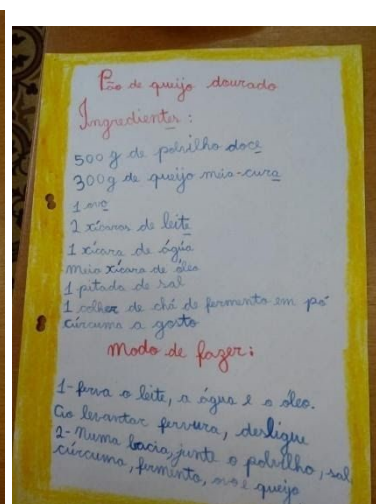 Pão de queijo dourado
Ingredientes :
500 g de polvilho doce
300g de queijo meia-cura
1 ovo
2 xícaras de leite
1 xícara de água
meia xícara de óleo
1 pitada de sal
1 colher de chá de fermento em pó
cúrcuma a gosto
modo de fazer:
1-ferva o leite, a água e o óleo.
Ao levantar fervura, desligue
2- Numa bacia, junte o polvilho, sal,
cúrcuma, fermento, ovo e queijo